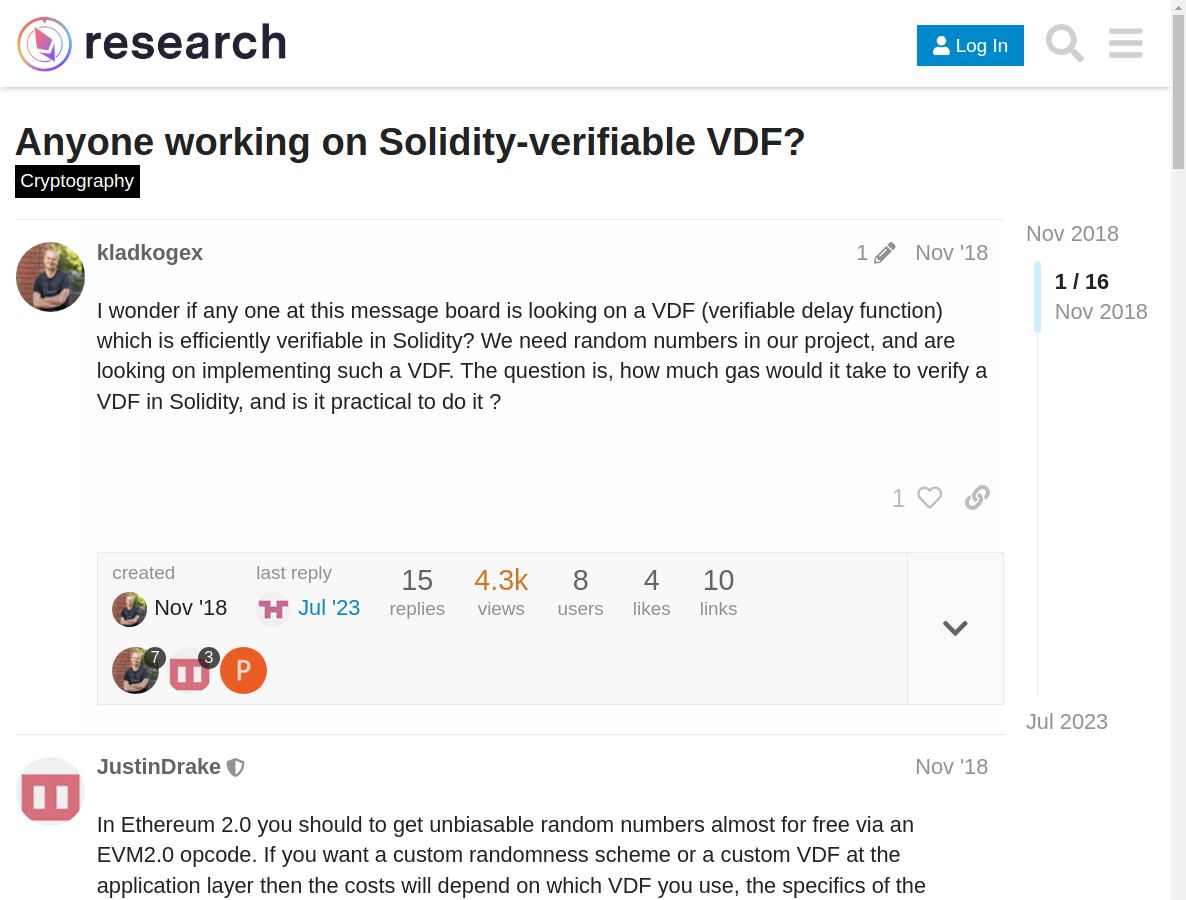 research
Log In
Anyone working on Solidity-verifiable VDF?
Cryptography
kladkogex
1
Nov '18
Nov 2018
1 / 16
Nov 2018
I wonder if any one at this message board is looking on a VDF (verifiable delay function)
which is efficiently verifiable in Solidity? We need random numbers in our project, and are
looking on implementing such a VDF. The question is, how much gas would it take to verify a
VDF in Solidity, and is it practical to do it ?
1
created
last reply
15
4.3k
8
4
10
Nov '18
Jul '23
replies
views
users
likes
links
7
3
P
Jul 2023
JustinDrake
Nov '18
In Ethereum 2.0 you should to get unbiasable random numbers almost for free via an
EVM2.0 opcode. If you want a custom randomness scheme or a custom VDF at the
application layer then the costs will depend on which VDF you use, the specifics of the